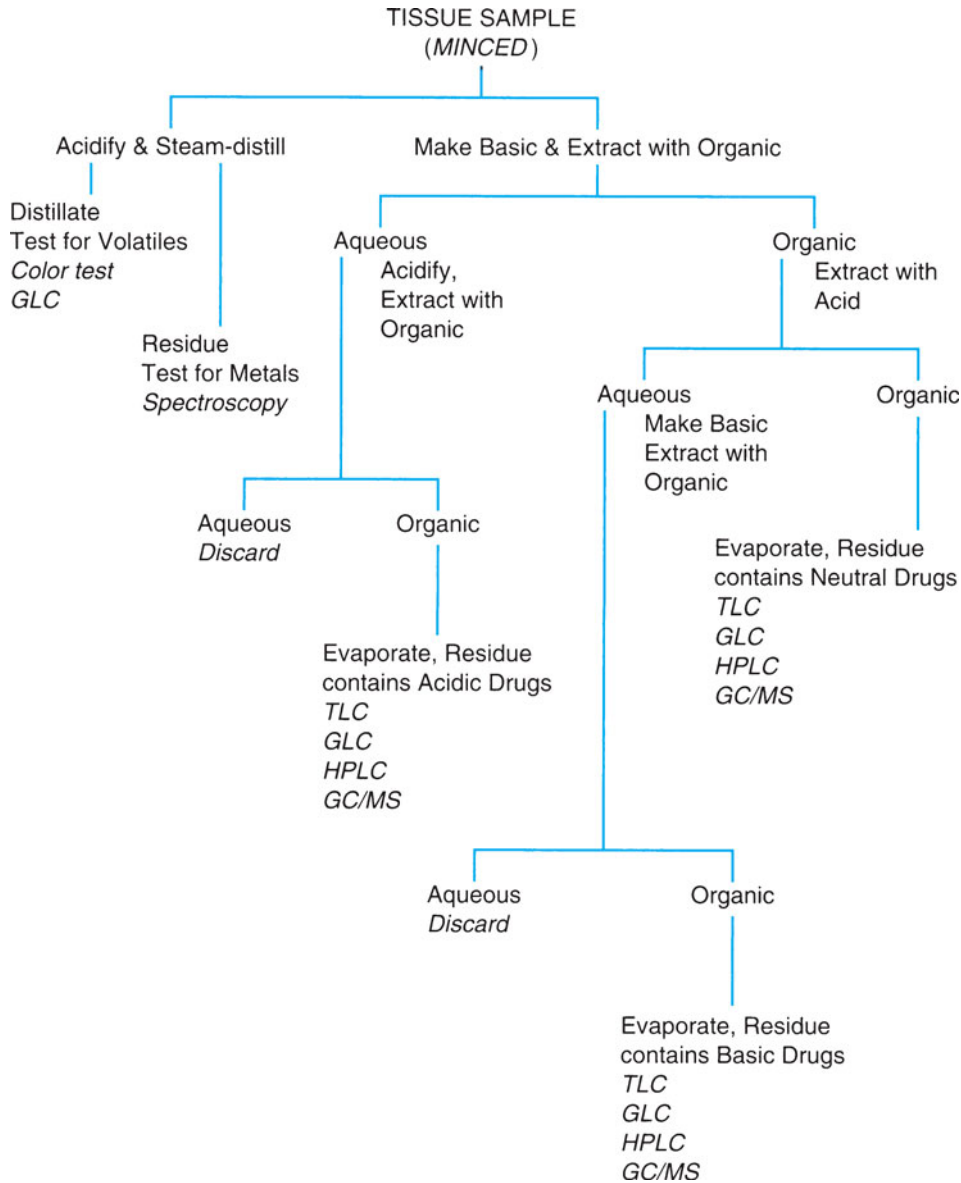 TISSUE SAMPLE
(MINCED)
Acidify & Steam-distill
Make Basic & Extract with Organic
Distillate
Test for Volatiles
Color test
GLC
Residue
Test for Metals
Spectroscopy
Aqueous
Acidify,
Extract with
Organic
Organic
Extract with
Acid
Aqueous
Discard
Organic
Evaporate, Residue
contains Acidic Drugs
TLC
GLC
HPLC
GC/MS
Aqueous
Make Basic
Extract with
Organic
Organic
Evaporate, Residue
contains Neutral Drugs
TLC
GLC
HPLC
GC/MS
Aqueous
Discard
Organic
Evaporate, Residue
contains Basic Drugs
TLC
GLC
HPLC
GC/MS